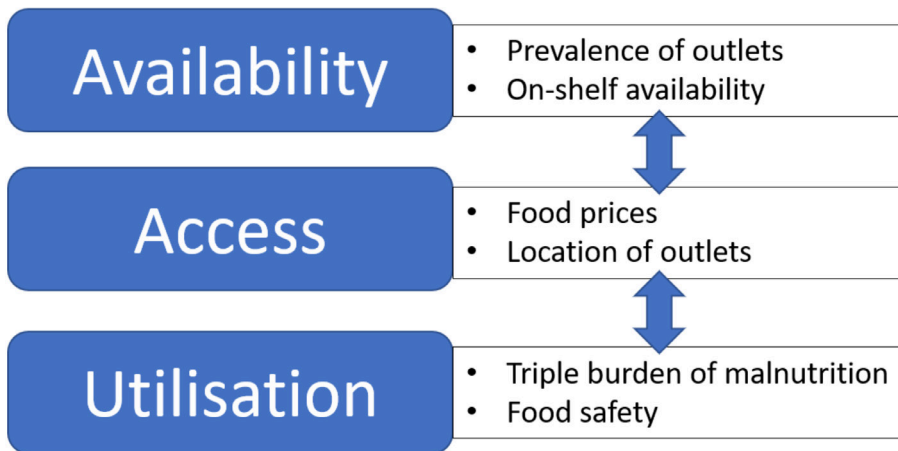 Availability
• Prevalence of outlets
• On-shelf availability
Access
• Food prices
• Location of outlets
Utilisation
• Triple burden of malnutrition
• Food safety